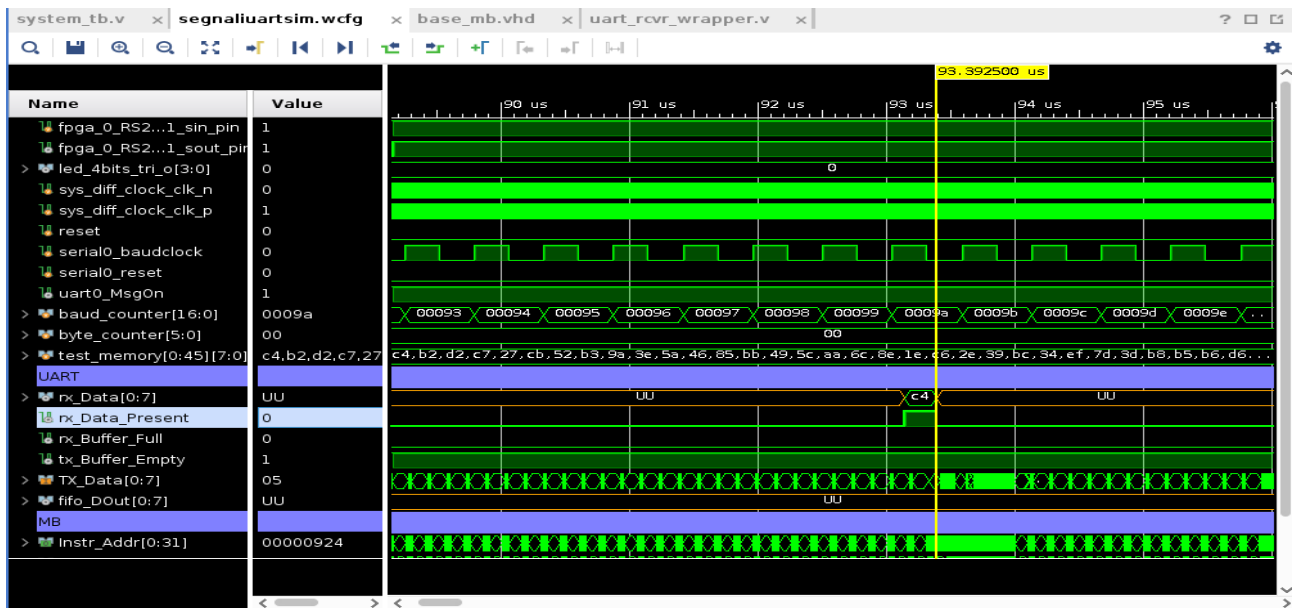 system_tb.v x segnaliuartsim.wcfg x base_mb.vhd x uart_rcvr_wrapper.v x ?
93.392500 us
Name Value 90 us 91 us 92 us 93 us 94 us 95 us
fpga_0_RS2...1_sin_pin 1
fpga_0_RS2...1_sout_pin 1
> led_4bits_tri_o[3:0] 0 0
sys_diff_clock_clk_n 0
sys_diff_clock_clk_p 1
reset 0
serial0_baudclock 0
serial0_reset 0
uart0_MsgOn 1
> baud_counter[16:0] 0009a 00093 00094 00095 00096 00097 00098 00099 0009a 0009b 0009c 0009d 0009e ..
> byte_counter[5:0] 00 00
> test_memory[0:45][7:0] c4,b2,d2,c7,27 c4,b2,d2,c7,27,cb,52,b3,9a,3e,5a,46,85,bb,49,5c,aa,6c,8e,1e,c6,2e,39,bc,34,ef,7d,3d,b8,b5,b6,d6...
UART
> rx_Data[0:7] UU UU c4 UU
rx_Data_Present 0
rx_Buffer_Full 0
tx_Buffer_Empty 1
> TX_Data[0:7] 05
> fifo_DOut[0:7] UU UU
MB
> Instr_Addr[0:31] 00000924